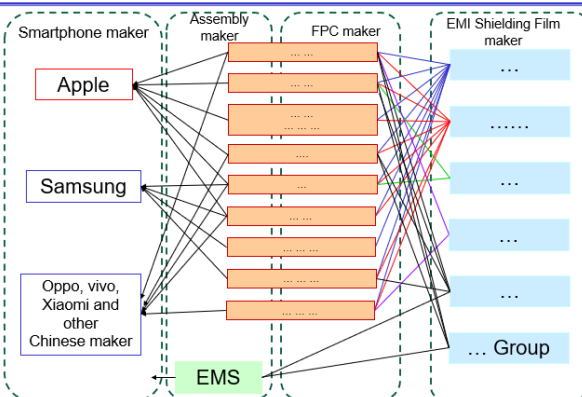 Smartphone maker
Assembly
maker
FPC maker
EMI Shielding Film
maker
Apple
Samsung
Oppo, vivo,
Xiaomi and
other
Chinese maker
... ...
... ...
... ...
... ... ...
....
...
... ...
... ... ...
... ...
... ... ...
EMS
...
......
...
...
...
... Group